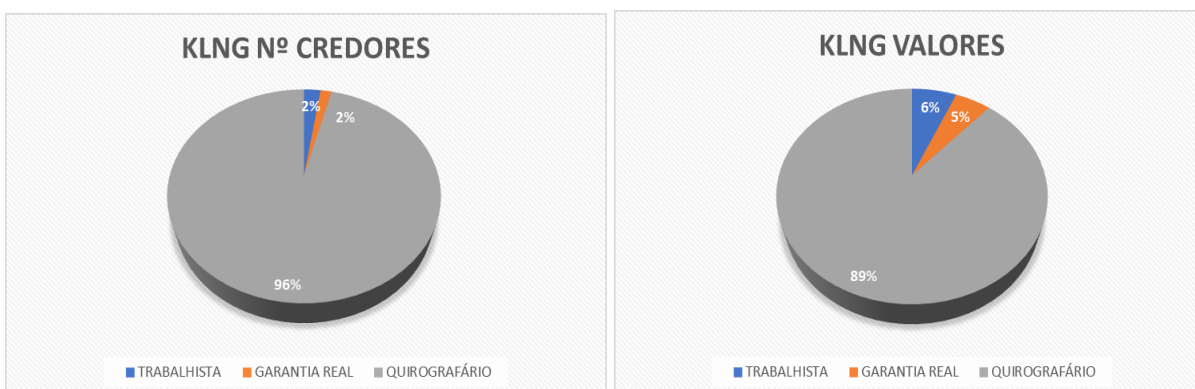 KLNG Nº CREDORES
2%
2%
96%
TRABALHISTA GARANTIA REAL QUIROGRAFÁRIO
KLNG VALORES
6%
5%
89%
TRABALHISTA GARANTIA REAL QUIROGRAFÁRIO